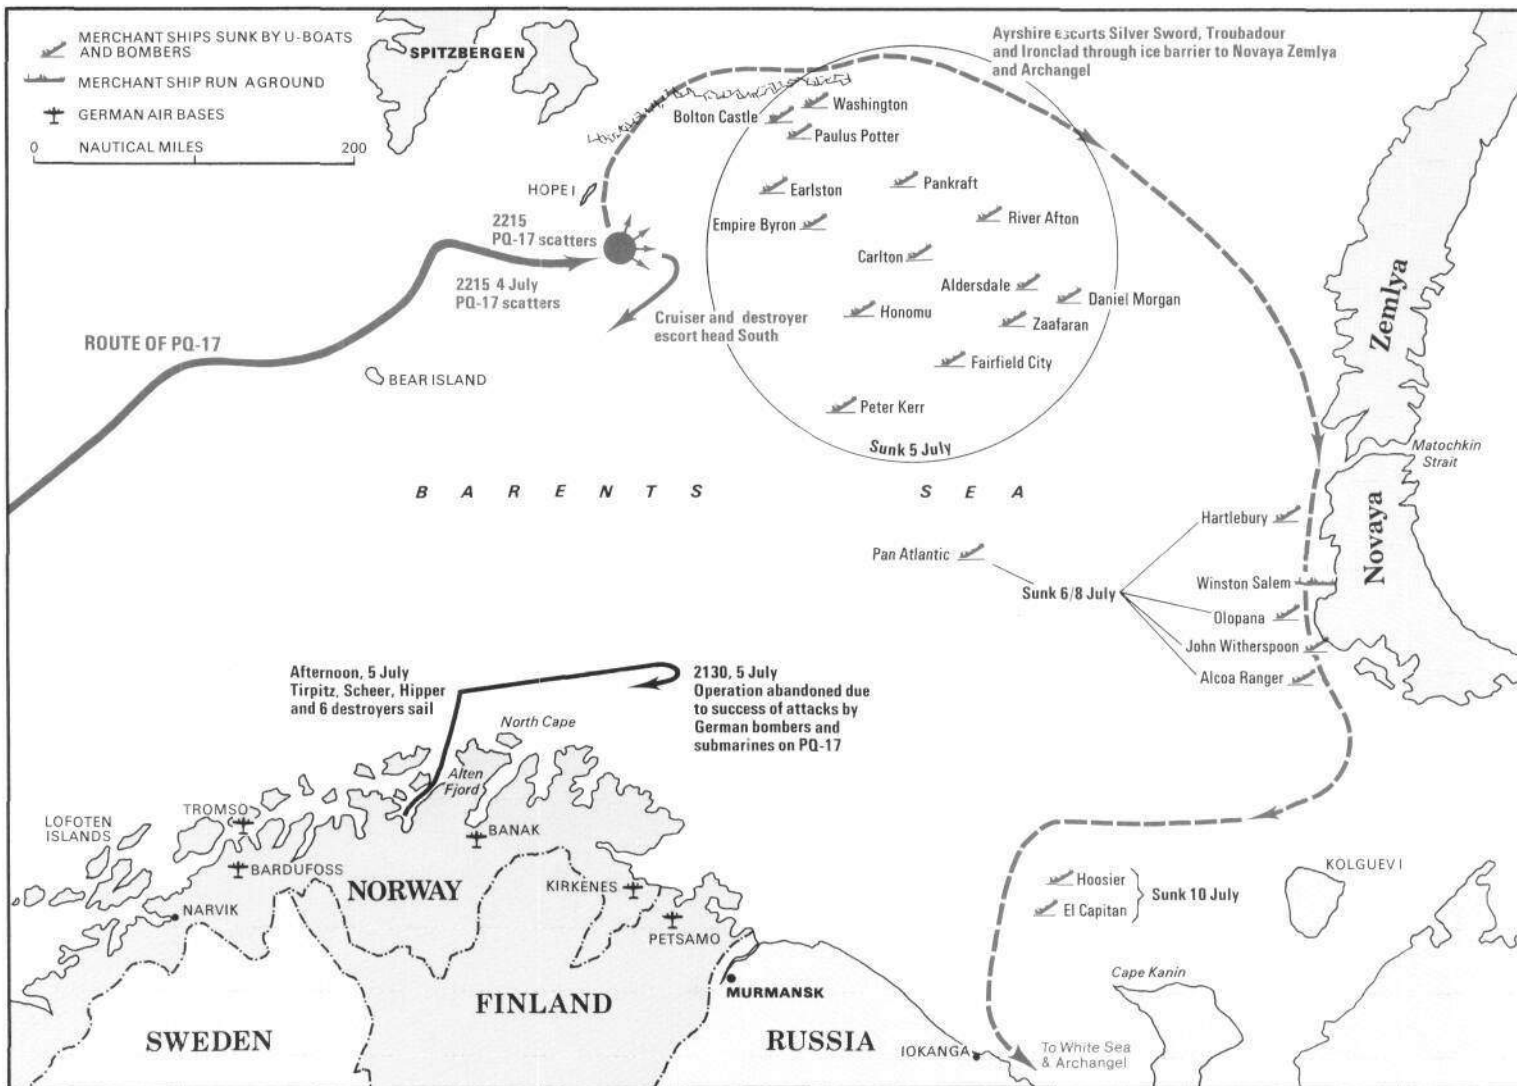 MERCHANT SHIPS SUNK BY U-BOATS
AND BOMBERS
MERCHANT SHIP RUN AGROUND
GERMAN AIR BASES
0 NAUTICAL MILES 200
SPITZBERGEN
Ayrshire escorts Silver Sword, Troubadour
and Ironclad through ice barrier to Novaya Zemlya
and Archangel
Washington
Bolton Castle
Paulus Potter
HOPE I
Earlston
Pankraft
2215
PQ-17 scatters
Empire Byron
River Afton
Carlton
2215 4 July
PQ-17 scatters
Aldersdale
Daniel Morgan
Honomu
Zaafaran
Cruiser and destroyer
escort head South
ROUTE OF PQ-17
BEAR ISLAND
Fairfield City
Peter Kerr
Sunk 5 July
Novaya Zemlya
Matochkin
Strait
BARENTS SEA
Hartlebury
Pan Atlantic
Winston Salem
Sunk 6/8 July
Olopana
John Witherspoon
Alcoa Ranger
Afternoon, 5 July
Tirpitz, Scheer, Hipper
and 6 destroyers sail
2130, 5 July
Operation abandoned due
to success of attacks by
German bombers and
submarines on PQ-17
North Cape
Alten
Fjord
TROMSO
LOFOTEN
ISLANDS
BANAK
BARDUFOSS
NORWAY
KIRKENES
NARVIK
PETSAMO
Hoosier
El Capitan
Sunk 10 July
KOLGUEV I
Cape Kanin
MURMANSK
FINLAND
SWEDEN
RUSSIA
IOKANGA
To White Sea
& Archangel